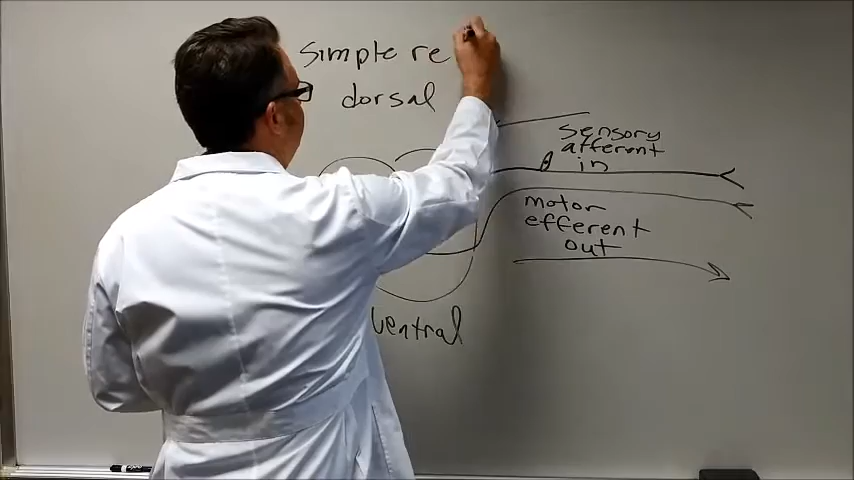 Simple re
dorsal
sensory
afferent
in
motor
efferent
out
ventral